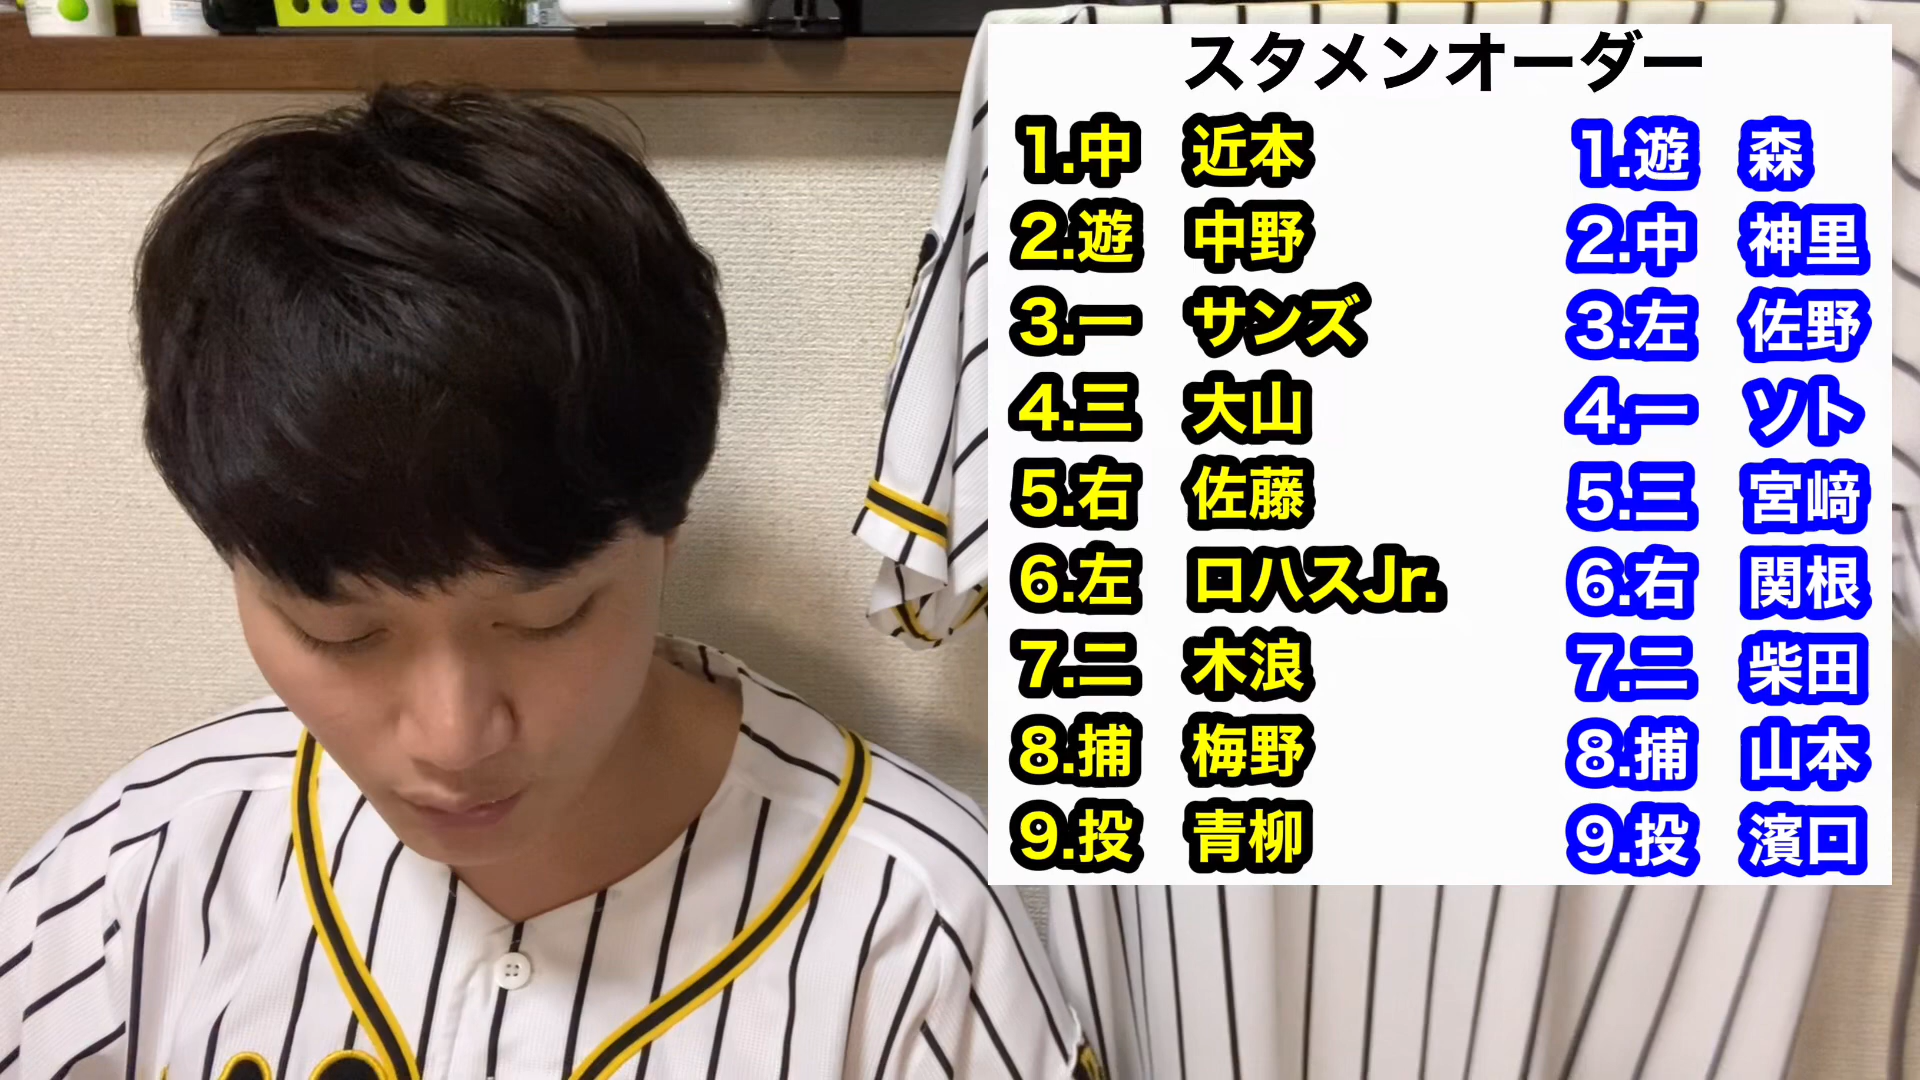 スタメンオーダー
1.中 近本
2.遊 中野
3.一 サンズ
4.三 大山
5.右 佐藤
6.左 ロハスJr.
7.二 木浪
8.捕 梅野
9.投 青柳
1.遊 森
2.中 神里
3.左 佐野
4.一 ソト
5.三 宮﨑
6.右 関根
7.二 柴田
8.捕 山本
9.投 濱口